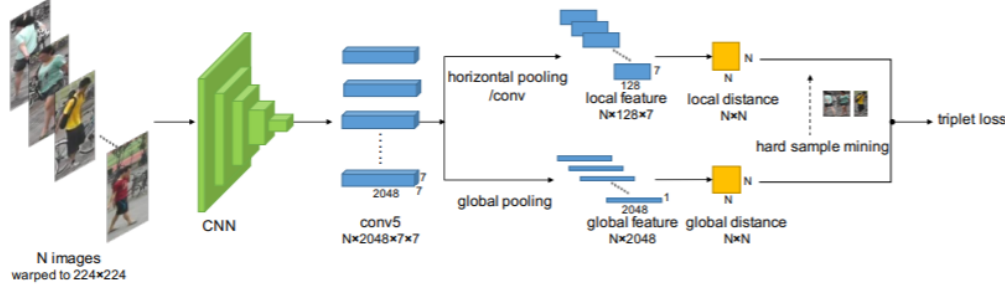 N images
warped to 224×224
CNN
2048
7
7
conv5
N×2048×7×7
horizontal pooling
/conv
global pooling
128
7
local feature
N×128×7
N
N
local distance
N×N
2048
1
global feature
N×2048
N
N
global distance
N×N
hard sample mining
triplet loss